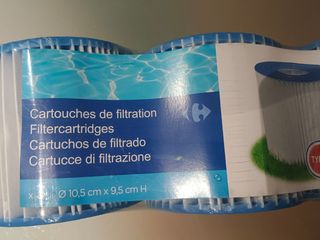 Cartouches de filtration
Filtercartridges
Cartuchos de filtrado
Cartucce di filtrazione
Ø 10,5 cm x 9,5 cm H